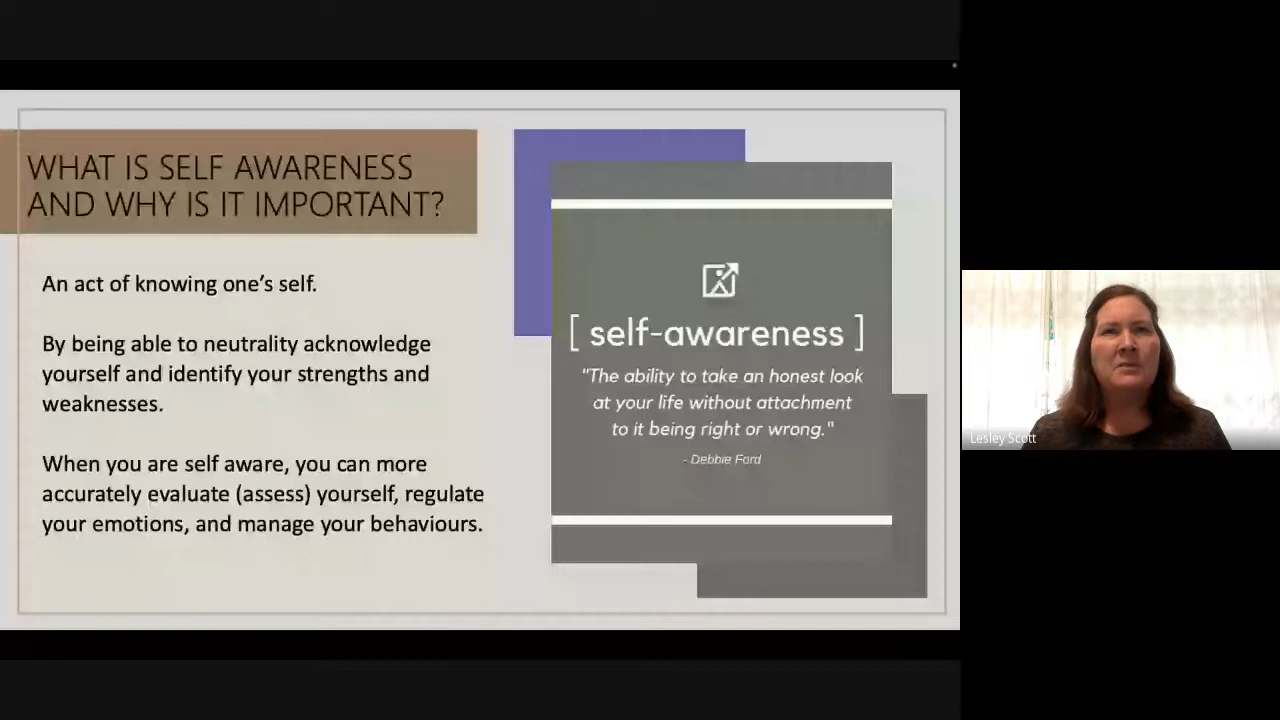 WHAT IS SELF AWARENESS
AND WHY IS IT IMPORTANT?
An act of knowing one's self.
By being able to neutrality acknowledge
yourself and identify your strengths and
weaknesses.
When you are self aware, you can more
accurately evaluate (assess) yourself, regulate
your emotions, and manage your behaviours.
[ self-awareness ]
"The ability to take an honest look
at your life without attachment
to it being right or wrong."
- Debbie Ford
Lesley Scott